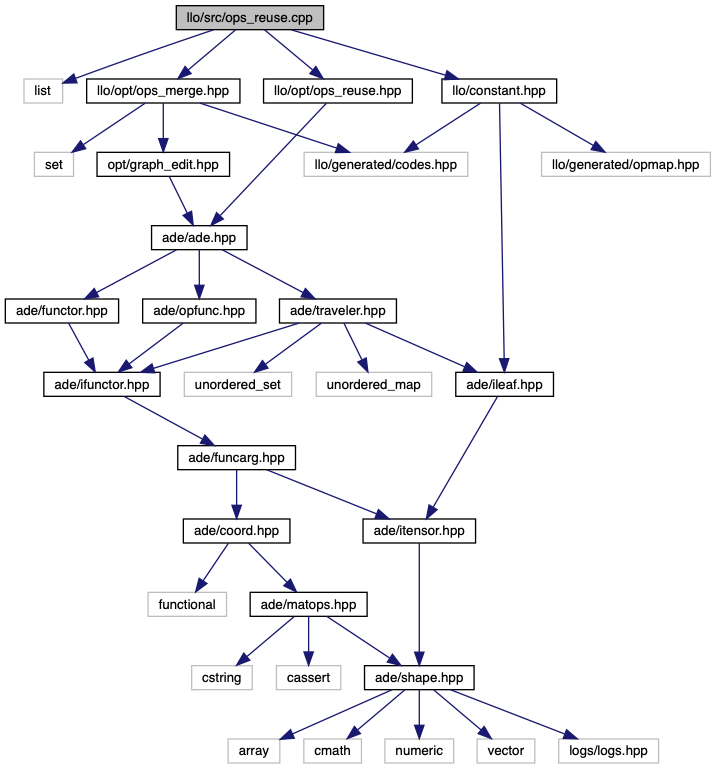 llo/src/ops_reuse.cpp
list
llo/opt/ops_merge.hpp
llo/opt/ops_reuse.hpp
llo/constant.hpp
set
opt/graph_edit.hpp
llo/generated/codes.hpp
llo/generated/opmap.hpp
ade/ade.hpp
ade/functor.hpp
ade/opfunc.hpp
ade/traveler.hpp
ade/ifunctor.hpp
unordered_set
unordered_map
ade/ileaf.hpp
ade/funcarg.hpp
ade/coord.hpp
ade/itensor.hpp
functional
ade/matops.hpp
cstring
cassert
ade/shape.hpp
array
cmath
numeric
vector
logs/logs.hpp